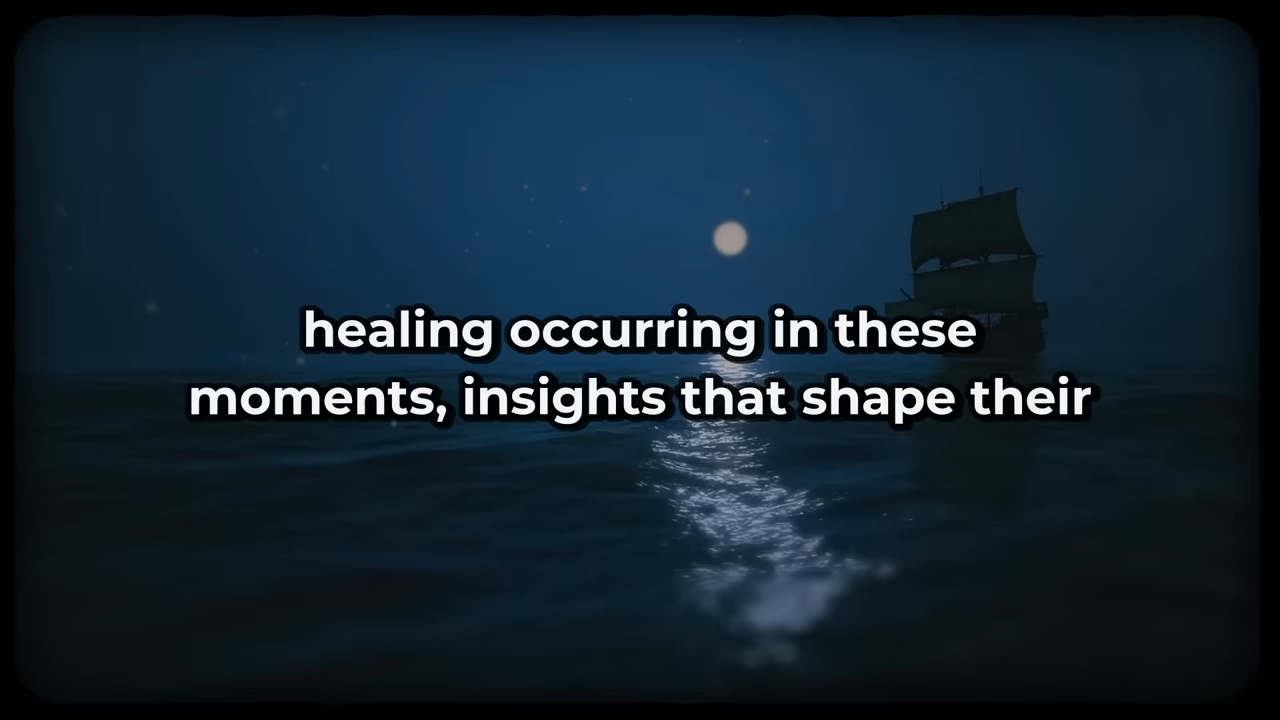 healing occurring in these
moments, insights that shape their